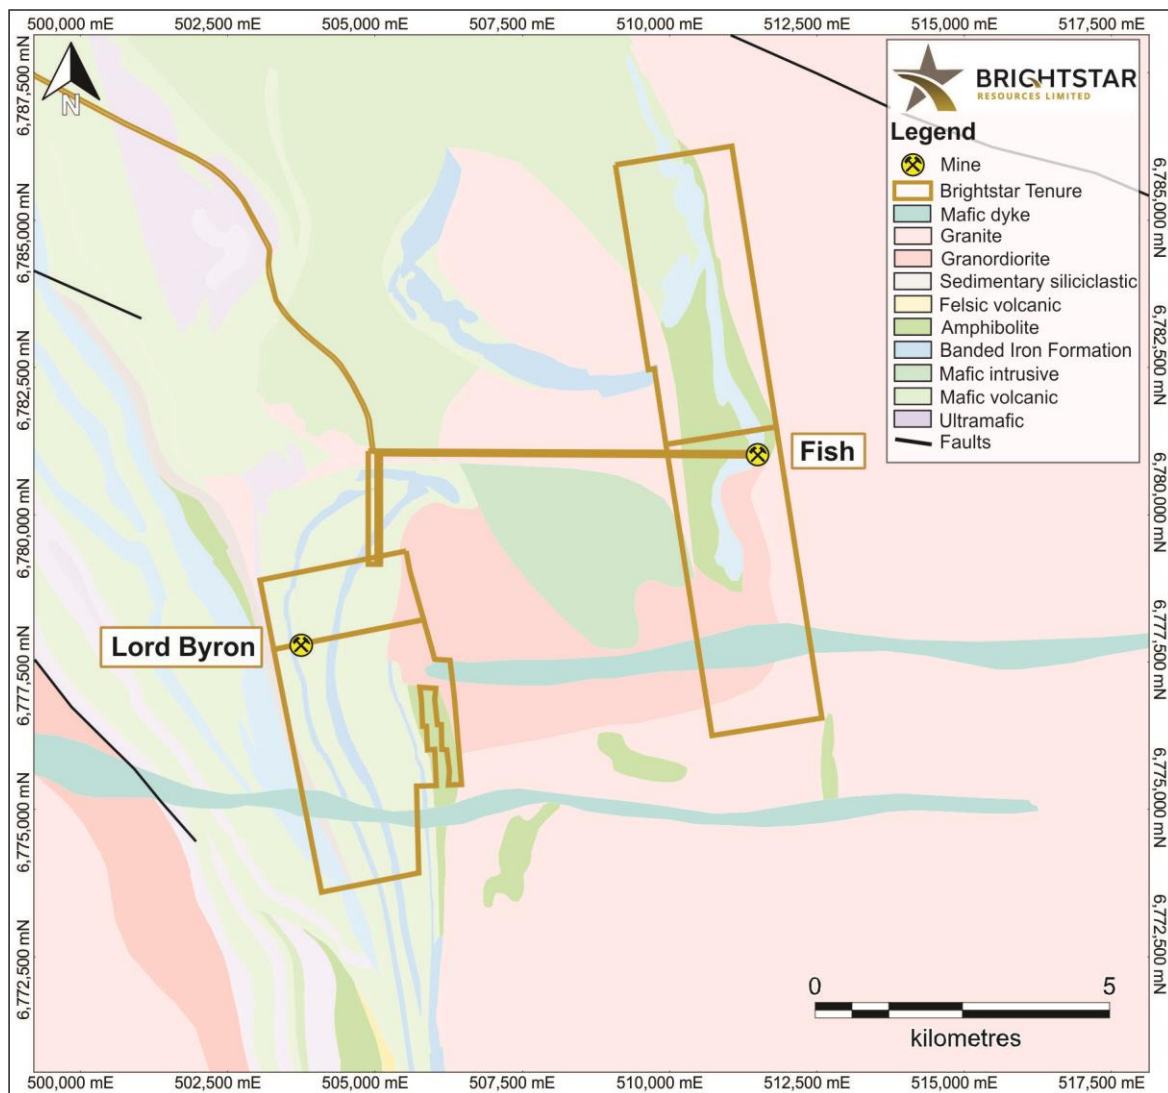 500,000 mE 502,500 mE 505,000 mE 507,500 mE 510,000 mE 512,500 mE 515,000 mE 517,500 mE
6,787,500 mN
6,785,000 mN
6,782,500 mN
6,780,000 mN
6,777,500 mN
6,775,000 mN
6,772,500 mN
N
BRIGHTSTAR
RESOURCES LIMITED
Legend
Mine
Brightstar Tenure
Mafic dyke
Granite
Granordiorite
Sedimentary siliciclastic
Felsic volcanic
Amphibolite
Banded Iron Formation
Mafic intrusive
Mafic volcanic
Ultramafic
Faults
Fish
Lord Byron
6,785,000 mN
6,782,500 mN
6,780,000 mN
6,777,500 mN
6,775,000 mN
6,772,500 mN
0 5
kilometres
500,000 mE 502,500 mE 505,000 mE 507,500 mE 510,000 mE 512,500 mE 515,000 mE 517,500 mE